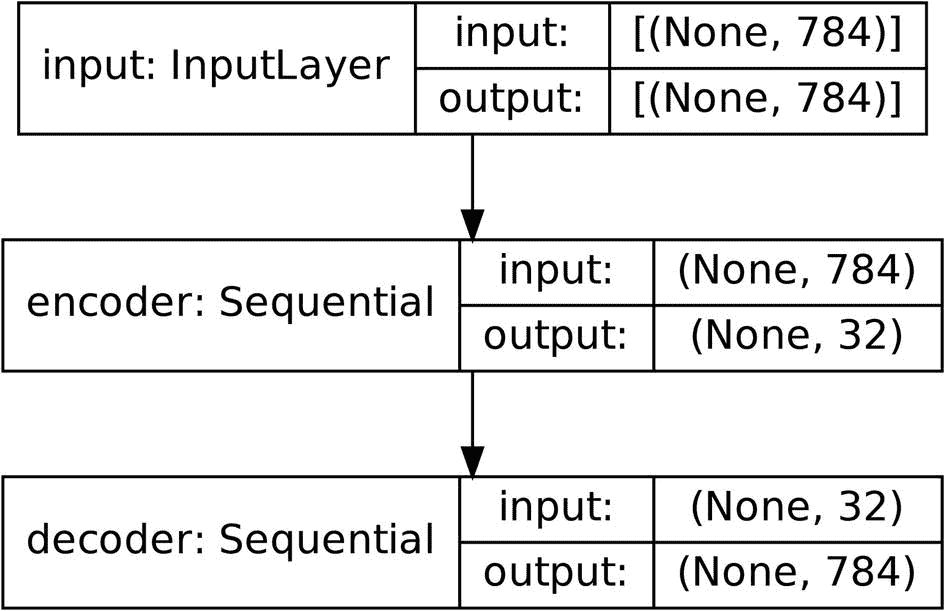 input: InputLayer
input: [(None, 784)]
output: [(None, 784)]
encoder: Sequential
input: (None, 784)
output: (None, 32)
decoder: Sequential
input: (None, 32)
output: (None, 784)